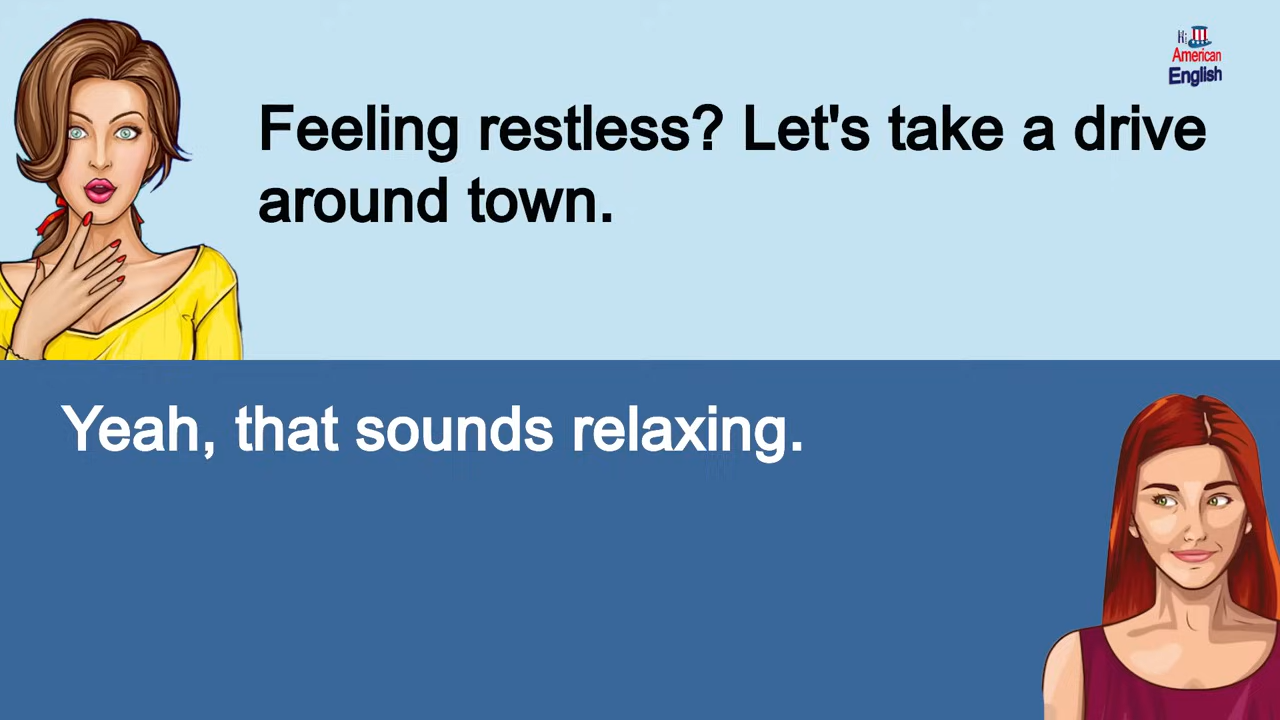 Hi
American
English
Feeling restless? Let's take a drive
around town.
Yeah, that sounds relaxing.